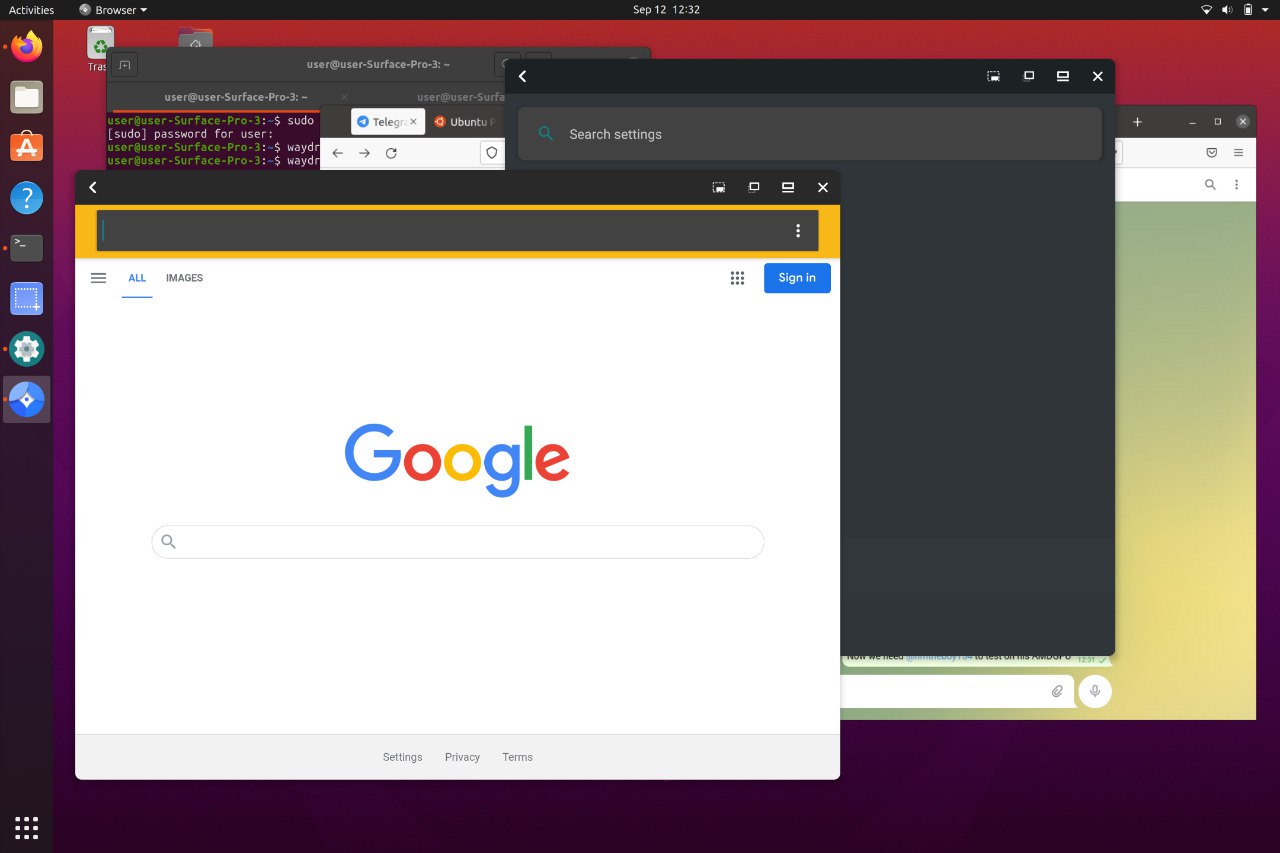 Activities
Browser
Sep 12 12:32
user@user-Surface-Pro-3: ~
user@user-Surface-Pro-3: ~
user@user-Surfa
user@user-Surface-Pro-3:~$ sudo
[sudo] password for user:
user@user-Surface-Pro-3:~$ waydr
user@user-Surface-Pro-3:~$ waydr
Tras
Telegra
Ubuntu P
Search settings
ALL
IMAGES
Sign in
Google
Settings
Privacy
Terms
Now we need
to test on his AMDGPU
12:31